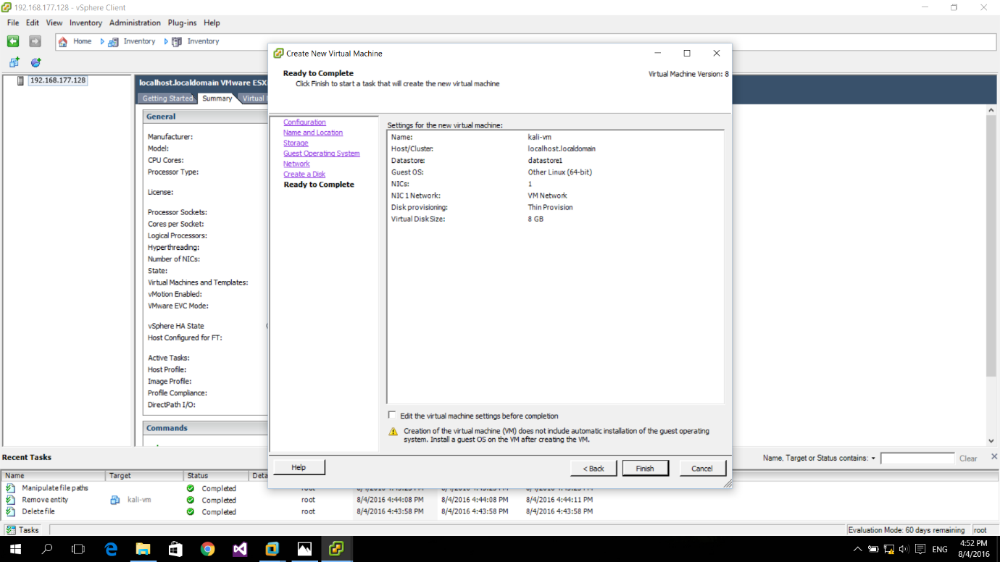 192.168.177.128 - vSphere Client
File Edit View Inventory Administration Plug-ins Help
Home Inventory Inventory
192.168.177.128
localhost.localdomain VMware ESX
Getting Started Summary Virtual
General
Manufacturer:
Model:
CPU Cores:
Processor Type:
License:
Processor Sockets:
Cores per Socket:
Logical Processors:
Hyperthreading:
Number of NICs:
State:
Virtual Machines and Templates:
vMotion Enabled:
VMware EVC Mode:
vSphere HA State
Host Configured for FT:
Active Tasks:
Host Profile:
Image Profile:
Profile Compliance:
DirectPath I/O:
Commands
Create New Virtual Machine
Ready to Complete
Click Finish to start a task that will create the new virtual machine
Virtual Machine Version: 8
Configuration
Name and Location
Storage
Guest Operating System
Network
Create a Disk
Ready to Complete
Settings for the new virtual machine:
Name: kali-vm
Host/Cluster: localhost.localdomain
Datastore: datastore1
Guest OS: Other Linux (64-bit)
NICs: 1
NIC 1 Network: VM Network
Disk provisioning: Thin Provision
Virtual Disk Size: 8 GB
Edit the virtual machine settings before completion
Creation of the virtual machine (VM) does not include automatic installation of the guest operating
system. Install a guest OS on the VM after creating the VM.
Help < Back Finish Cancel
Recent Tasks
Name, Target or Status contains: Clear
Name Target Status Deta
Manipulate file paths Completed root 8/4/2016 4:43:23 PM
Remove entity kali-vm Completed root 8/4/2016 4:44:08 PM 8/4/2016 4:44:08 PM 8/4/2016 4:44:11 PM
Delete file Completed root 8/4/2016 4:43:58 PM 8/4/2016 4:43:58 PM 8/4/2016 4:43:58 PM
Tasks
Evaluation Mode: 60 days remaining root
ENG
4:52 PM
8/4/2016